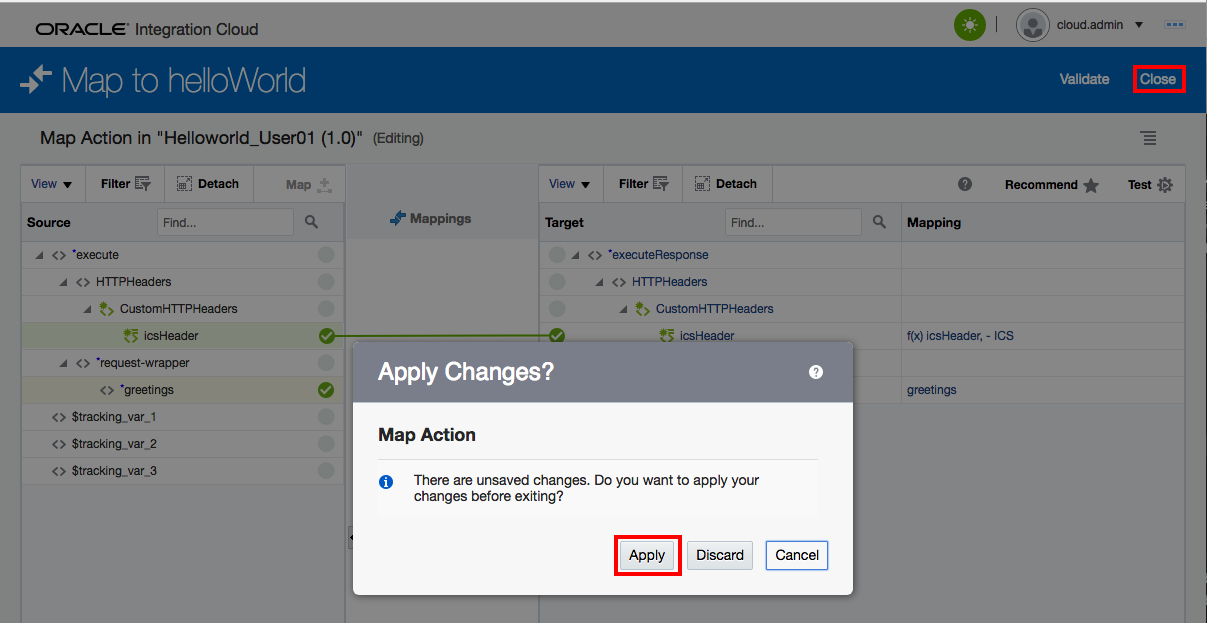 ORACLE® Integration Cloud
cloud.admin
Map to helloWorld
Validate
Close
Map Action in "Helloworld_User01 (1.0)" (Editing)
View
Filter
Detach
Map
View
Filter
Detach
Recommend
Test
Source
Find...
Mappings
Target
Find...
Mapping
*execute
*executeResponse
HTTPHeaders
HTTPHeaders
CustomHTTPHeaders
CustomHTTPHeaders
icsHeader
icsHeader
f(x) icsHeader, - ICS
*request-wrapper
*greetings
greetings
$tracking_var_1
$tracking_var_2
$tracking_var_3
Apply Changes?
Map Action
There are unsaved changes. Do you want to apply your
changes before exiting?
Apply
Discard
Cancel